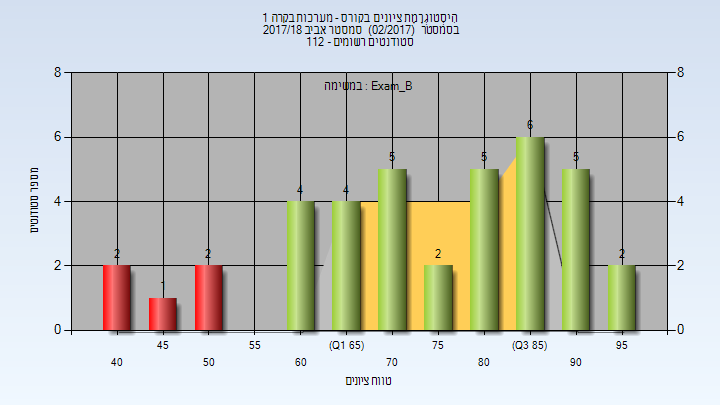 היסטוגרמת ציונים בקורס - מערכות בקרה 1
בסמסטר (02/2017) סמסטר אביב 2017/18
סטודנטים רשומים - 112
במשימה : Exam_B
8 8
6 6
4 4
2 2
0 0
2 1 2 4 4 5 2 5 6 5 2
מספר סטודנטים
45 55 (Q1 65) 75 (Q3 85) 95
40 50 60 70 80 90
טווח ציונים